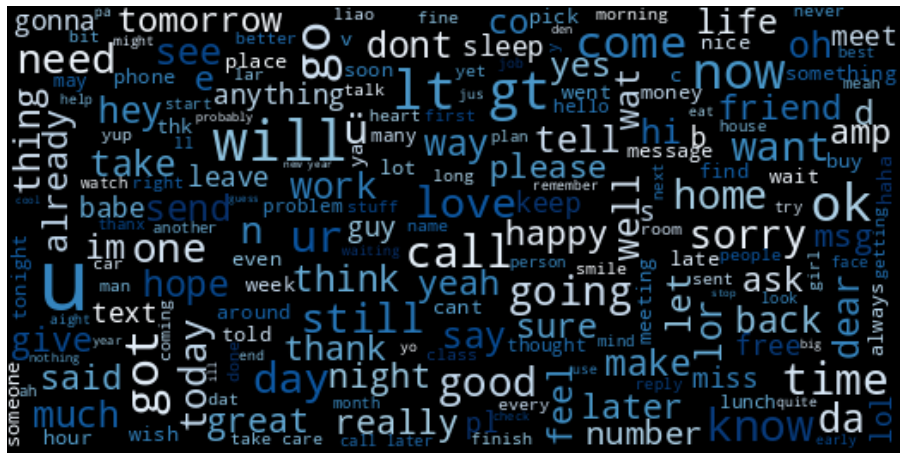 gonna
pa
tomorrow
liao
fine
co
pick
morning
life
never
bit
might
see
better
v
dont
sleep
den
come
nice
oh
meet
best
need
e
place
go
soon
yet
y
yes
now
something
may
phone
lar
lt
gt
job
went
c
money
mean
help
hey
start
anything
talk
jus
hello
wat
friend
d
thing
already
yup
thk
probably
will
ü
heart
first
tell
hi
b
house
eat
amp
ll
many
way
plan
message
want
take
new year
ya
lot
please
find
buy
haha
watch
right
leave
work
long
remember
next
home
wait
cool
babe
send
guess
problem
stuff
love
keep
s
try
ok
thanx
another
n
ur
guy
name
call
happy
well
room
sorry
msg
getting
im
one
even
waiting
person
late
people
girl
face
always
tonight
car
man
hope
week
think
yeah
smile
going
meeting
let
sent
ask
look
dear
u
text
coming
around
still
cant
sure
lor
stop
back
aight
give
year
got
today
told
thank
yo
say
thought
mind
free
big
nothing
ill
done
end
class
make
time
someone
ah
said
dat
day
night
good
feel
use
reply
miss
much
great
month
really
pl
check
every
later
lunch
quite
da
lol
hour
wish
take care
call later
finish
number
know
early